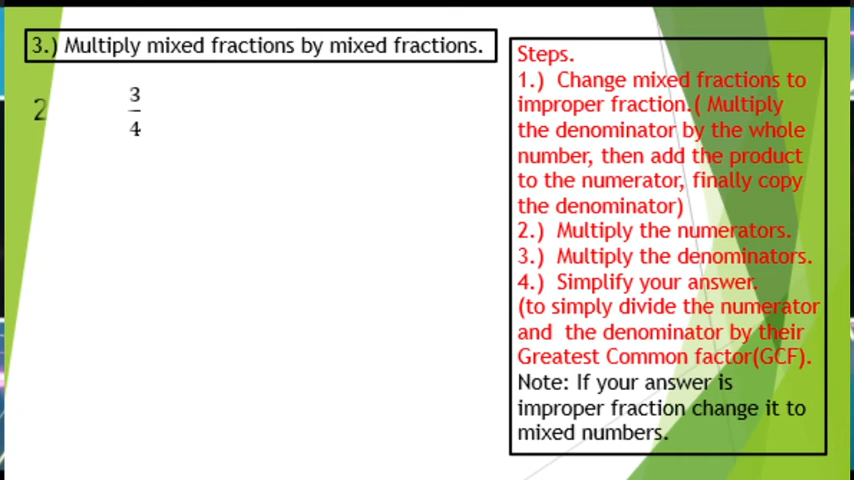 3.) Multiply mixed fractions by mixed fractions.
2 3
4
Steps.
1.) Change mixed fractions to
improper fraction.( Multiply
the denominator by the whole
number, then add the product
to the numerator, finally copy
the denominator)
2.) Multiply the numerators.
3.) Multiply the denominators.
4.) Simplify your answer.
(to simply divide the numerator
and the denominator by their
Greatest Common factor(GCF).
Note: If your answer is
improper fraction change it to
mixed numbers.